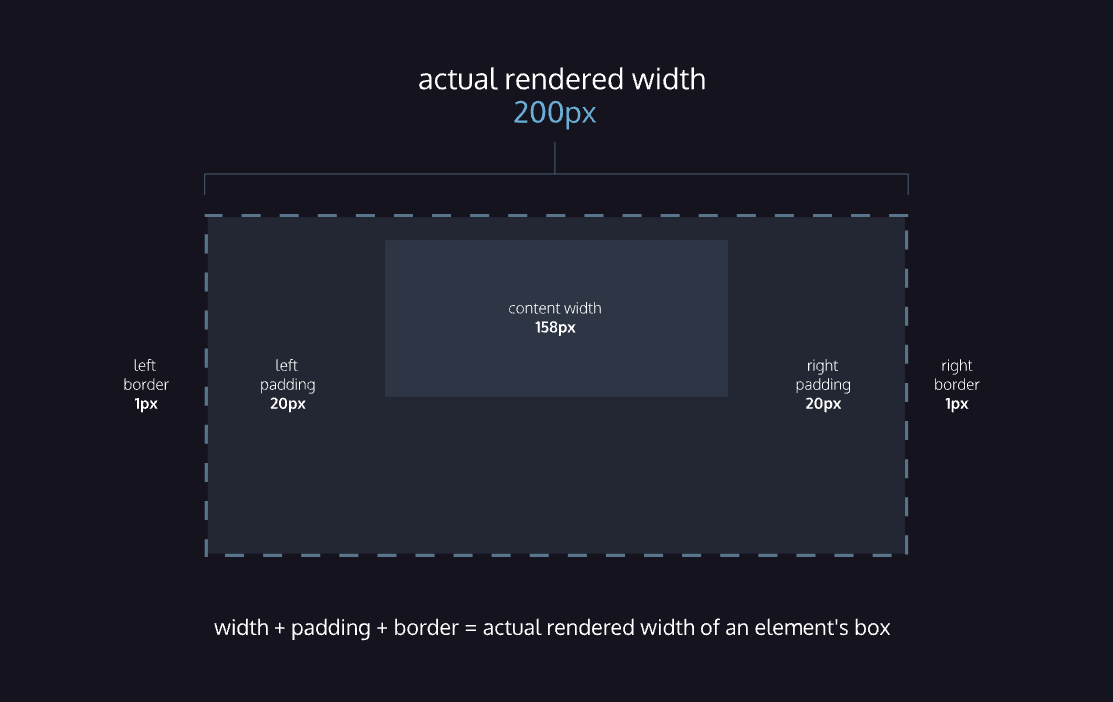 actual rendered width
200px
content width
158px
left
border
1px
left
padding
20px
right
padding
20px
right
border
1px
width + padding + border = actual rendered width of an element's box